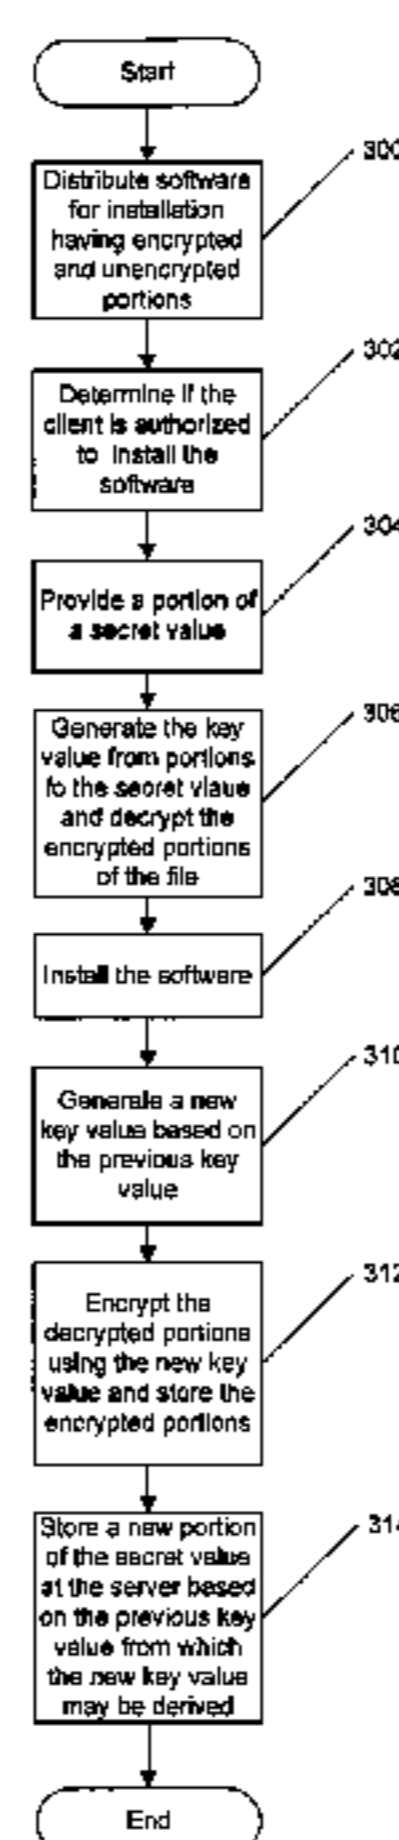 Start
300
Distribute software
for installation
having encrypted
and unencrypted
portions
302
Determine if the
client is authorized
to install the
software
304
Provide a portion of
a secret value
306
Generate the key
value from portions
fo the secret vlaue
and decrypt the
encrypted portions
of the file
308
Install the software
310
Generate a new
key value based on
the previous key
value
312
Encrypt the
decrypted portions
using the new key
value and store the
encrypted portions
314
Store a new portion
of the secret value
at the server based
on the previous key
value from which
the new key value
may be derived
End